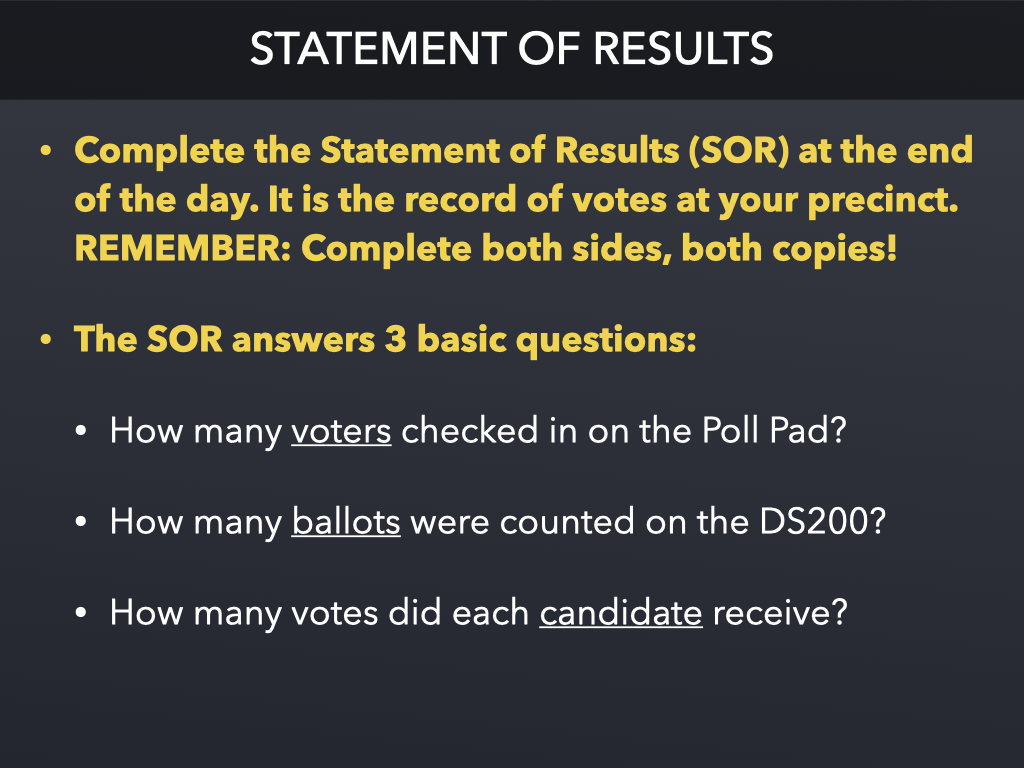 STATEMENT OF RESULTS
• Complete the Statement of Results (SOR) at the end
of the day. It is the record of votes at your precinct.
REMEMBER: Complete both sides, both copies!
• The SOR answers 3 basic questions:
• How many voters checked in on the Poll Pad?
• How many ballots were counted on the DS200?
• How many votes did each candidate receive?